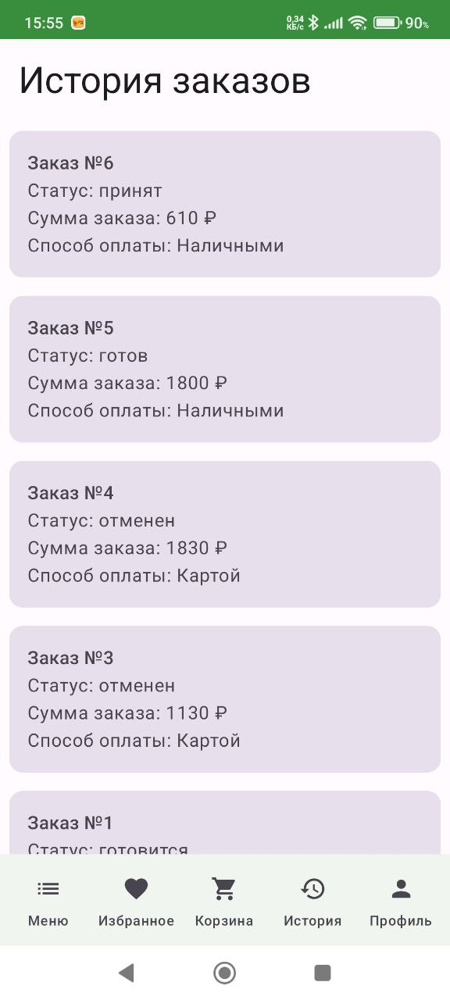 15:55
0,34
КБ/с
90%
История заказов
Заказ №6
Статус: принят
Сумма заказа: 610 ₽
Способ оплаты: Наличными
Заказ №5
Статус: готов
Сумма заказа: 1800 ₽
Способ оплаты: Наличными
Заказ №4
Статус: отменен
Сумма заказа: 1830 ₽
Способ оплаты: Картой
Заказ №3
Статус: отменен
Сумма заказа: 1130 ₽
Способ оплаты: Картой
Заказ №1
Статус: готовится
Меню
Избранное
Корзина
История
Профиль